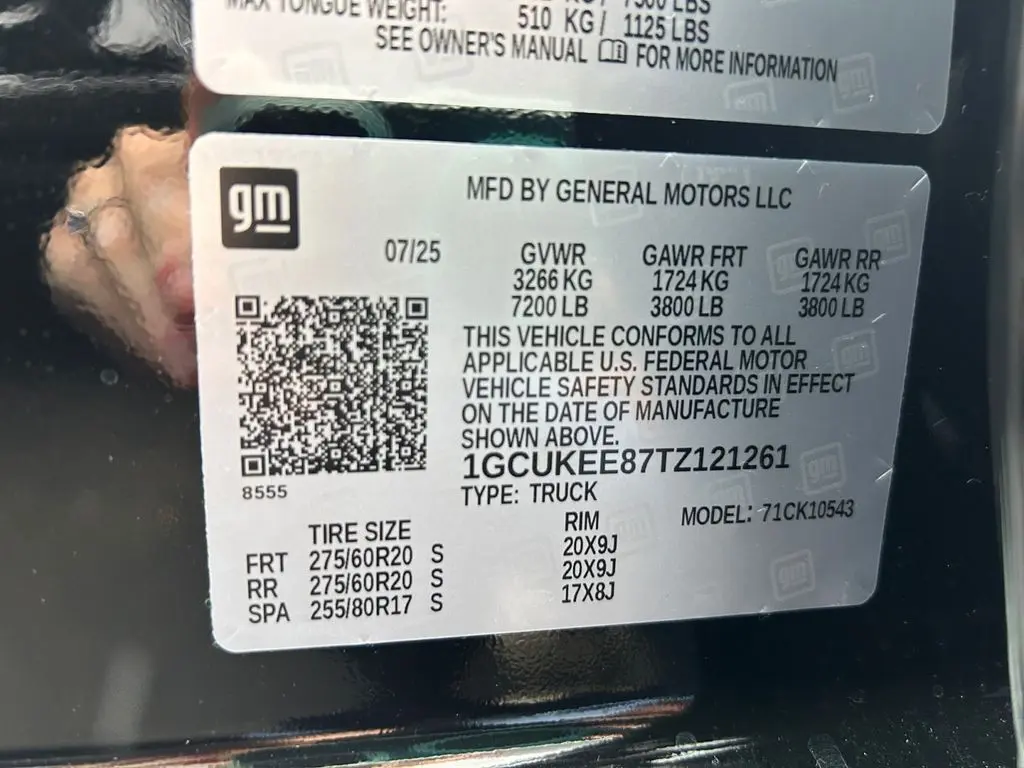 MAX TONGUE WEIGHT: 510 KG/ 1125 LBS
SEE OWNER'S MANUAL FOR MORE INFORMATION
gm
MFD BY GENERAL MOTORS LLC
07/25 GVWR GAWR FRT GAWR RR
3266 KG 1724 KG 1724 KG
7200 LB 3800 LB 3800 LB
THIS VEHICLE CONFORMS TO ALL
APPLICABLE U.S. FEDERAL MOTOR
VEHICLE SAFETY STANDARDS IN EFFECT
ON THE DATE OF MANUFACTURE
SHOWN ABOVE.
1GCUKEE87TZ121261
8555
TYPE: TRUCK
MODEL: 71CK10543
TIRE SIZE RIM
FRT 275/60R20 S 20X9J
RR 275/60R20 S 20X9J
SPA 255/80R17 S 17X8J